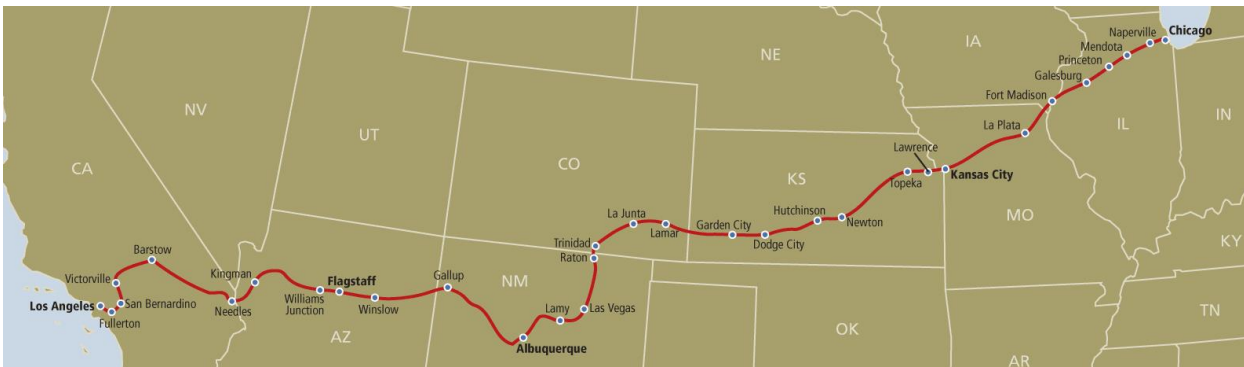 Chicago
Naperville
Mendota
Princeton
Galesburg
Fort Madison
La Plata
IA
NE
IL
IN
NV
UT
CO
KS
MO
KY
CA
Lawrence
Kansas City
Topeka
Newton
Hutchinson
Dodge City
Garden City
Lamar
La Junta
Trinidad
Raton
Las Vegas
Lamy
Albuquerque
NM
Gallup
Winslow
Flagstaff
Williams
Junction
Kingman
Needles
Barstow
Victorville
San Bernardino
Fullerton
Los Angeles
AZ
OK
AR
TN